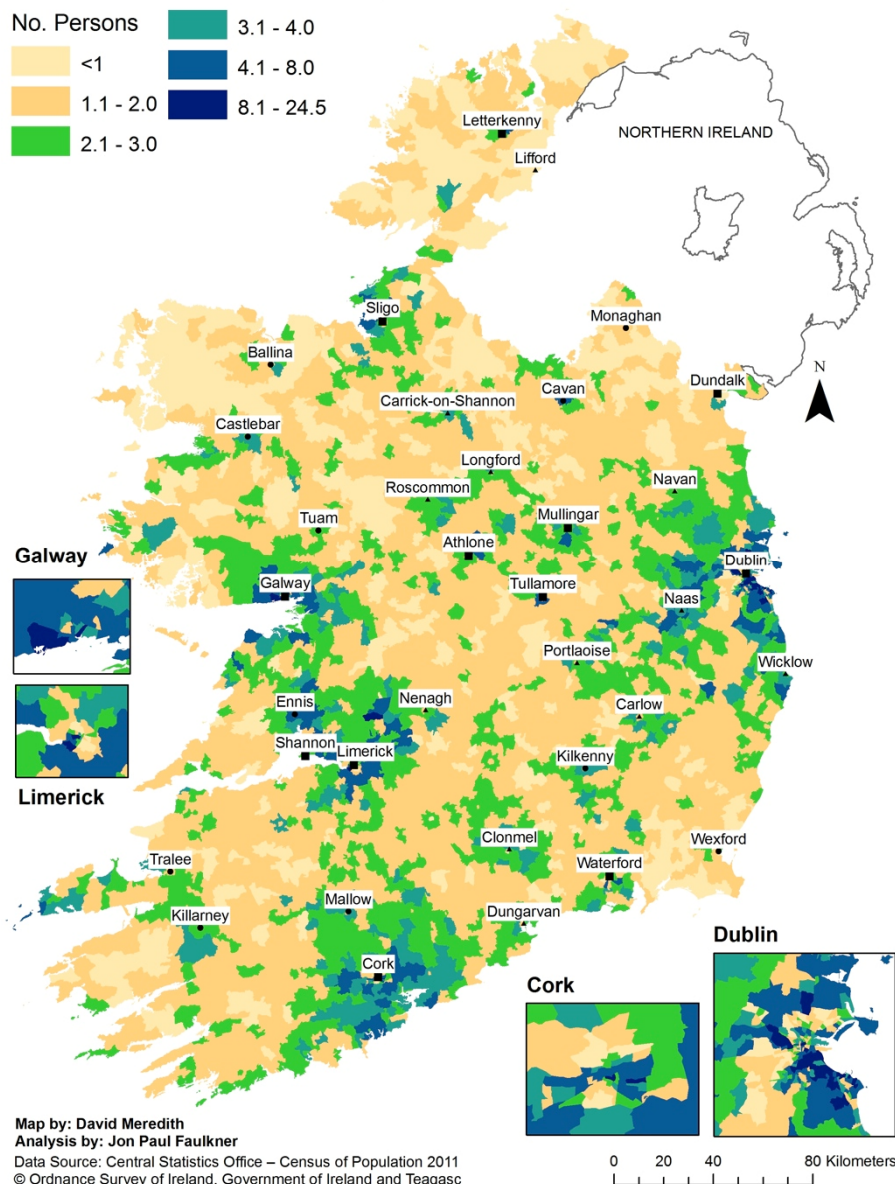 No. Persons
<1
1.1 - 2.0
2.1 - 3.0
3.1 - 4.0
4.1 - 8.0
8.1 - 24.5
Letterkenny
NORTHERN IRELAND
Lifford
Sligo
Monaghan
Ballina
Cavan
Dundalk
N
Carrick-on-Shannon
Castlebar
Longford
Roscommon
Navan
Tuam
Mullingar
Athlone
Dublin
Galway
Galway
Tullamore
Naas
Portlaoise
Wicklow
Ennis
Nenagh
Carlow
Shannon
Limerick
Kilkenny
Limerick
Clonmel
Wexford
Tralee
Waterford
Mallow
Killarney
Dungarvan
Dublin
Cork
Cork
Map by: David Meredith
Analysis by: Jon Paul Faulkner
Data Source: Central Statistics Office – Census of Population 2011
© Ordnance Survey of Ireland, Government of Ireland and Teagasc
0 20 40 80 Kilometers